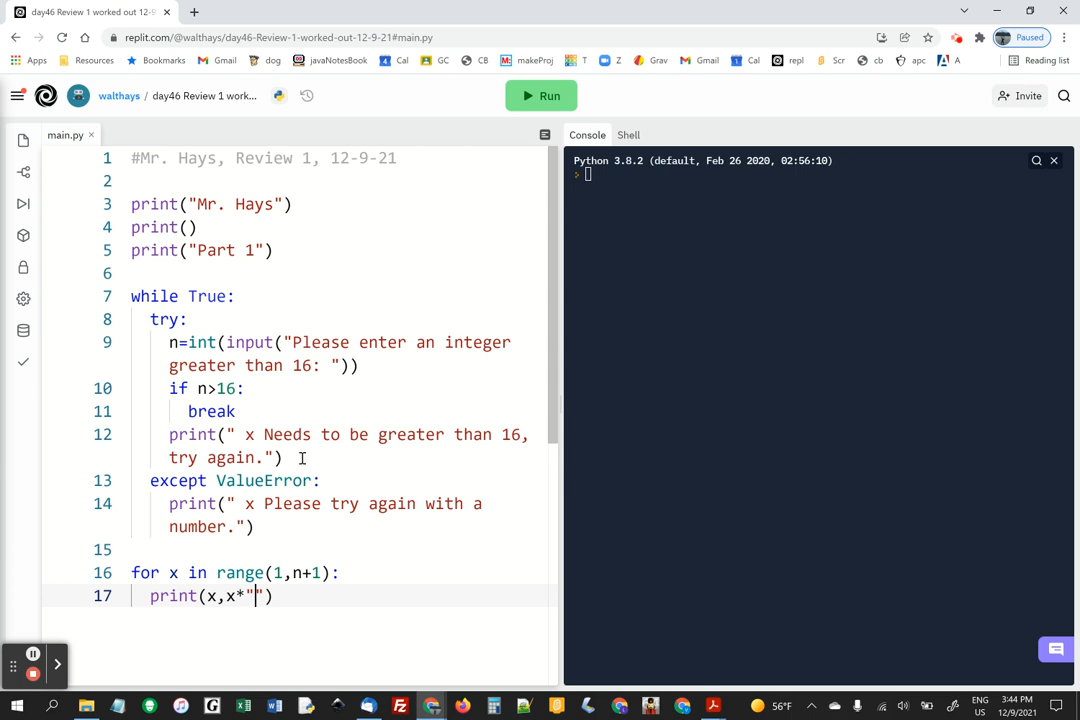 day46 Review 1 worked out 12-9-21
replit.com/@walthays/day46-Review-1-worked-out-12-9-21#main.py
Paused
Apps Resources Bookmarks Gmail dog javaNotebook Cal GC CB makeProj T Z Grav Gmail Cal repl Scr cb apc A Reading list
walthays / day46 Review 1 work...
Run
Invite
main.py
Console Shell
1 #Mr. Hays, Review 1, 12-9-21
2
3 print("Mr. Hays")
4 print()
5 print("Part 1")
6
7 while True:
8 try:
9 n=int(input("Please enter an integer
greater than 16: "))
10 if n>16:
11 break
12 print(" x Needs to be greater than 16,
try again.")
13 except ValueError:
14 print(" x Please try again with a
number.")
15
16 for x in range(1,n+1):
17 print(x,x*"")
Python 3.8.2 (default, Feb 26 2020, 02:56:10)
>
56°F
ENG
US
3:44 PM
12/9/2021